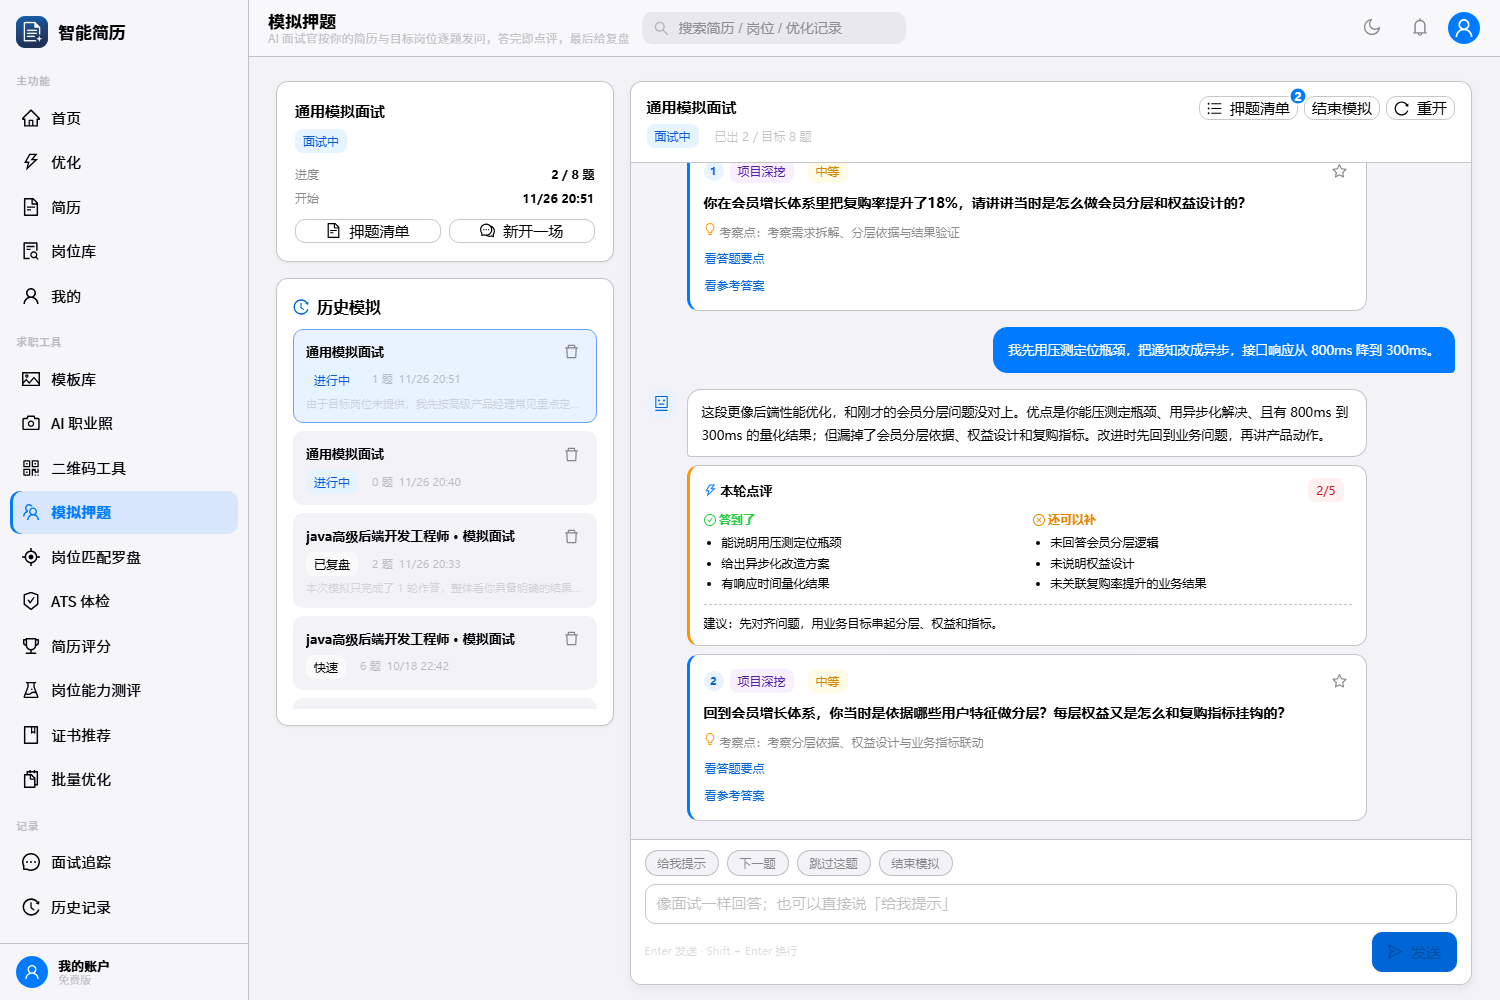 智能简历
主功能
首页
优化
简历
岗位库
我的
求职工具
模板库
AI 职业照
二维码工具
模拟押题
岗位匹配罗盘
ATS 体检
简历评分
岗位能力测评
证书推荐
批量优化
记录
面试追踪
历史记录
我的账户
免费版
模拟押题
AI 面试官按你的简历与目标岗位逐题发问，答完即点评，最后给复盘
搜索简历 / 岗位 / 优化记录
通用模拟面试
面试中
进度 2 / 8 题
开始 11/26 20:51
押题清单 新开一场
历史模拟
通用模拟面试
进行中 1 题 11/26 20:51
由于目标岗位未提供，我先按高级产品经理常见重点定...
通用模拟面试
进行中 0 题 11/26 20:40
java高级后端开发工程师 • 模拟面试
已复盘 2 题 11/26 20:33
本次模拟只完成了 1 轮作答，整体看你具备明确的结果...
java高级后端开发工程师 • 模拟面试
快速 6 题 10/18 22:42
通用模拟面试
面试中 已出 2 / 目标 8 题
押题清单 2 结束模拟 重开
1 项目深挖 中等
你在会员增长体系里把复购率提升了18%，请讲讲当时是怎么做会员分层和权益设计的？
考察点：考察需求拆解、分层依据与结果验证
看答题要点
看参考答案
我先用压测定位瓶颈，把通知改成异步，接口响应从 800ms 降到 300ms。
这段更像后端性能优化，和刚才的会员分层问题没对上。优点是你能压测定瓶颈、用异步化解决、且有 800ms 到
300ms 的量化结果；但漏掉了会员分层依据、权益设计和复购指标。改进时先回到业务问题，再讲产品动作。
本轮点评 2/5
答到了
能说明用压测定位瓶颈
给出异步化改造方案
有响应时间量化结果
还可以补
未回答会员分层逻辑
未说明权益设计
未关联复购率提升的业务结果
建议：先对齐问题，用业务目标串起分层、权益和指标。
2 项目深挖 中等
回到会员增长体系，你当时是依据哪些用户特征做分层？每层权益又是怎么和复购指标挂钩的？
考察点：考察分层依据、权益设计与业务指标联动
看答题要点
看参考答案
给我提示 下一题 跳过这题 结束模拟
像面试一样回答；也可以直接说「给我提示」
Enter 发送 · Shift + Enter 换行
发送